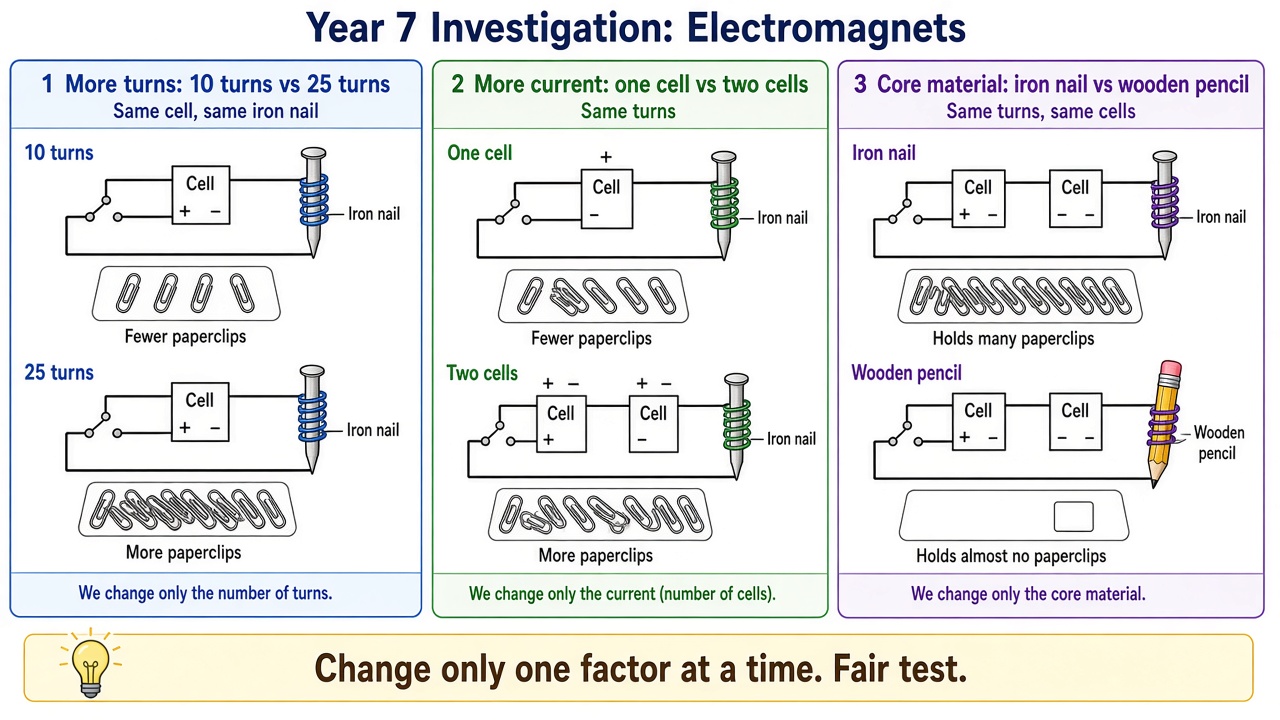 Year 7 Investigation: Electromagnets
1 More turns: 10 turns vs 25 turns
Same cell, same iron nail
10 turns
Cell
+ −
Iron nail
Fewer paperclips
25 turns
Cell
+ −
Iron nail
More paperclips
We change only the number of turns.
2 More current: one cell vs two cells
Same turns
One cell
+
Cell
−
Iron nail
Fewer paperclips
Two cells
+ − + −
Cell Cell
+ −
Iron nail
More paperclips
We change only the current (number of cells).
3 Core material: iron nail vs wooden pencil
Same turns, same cells
Iron nail
Cell Cell
+ − − −
Iron nail
Holds many paperclips
Wooden pencil
Cell Cell
+ − − −
Wooden
pencil
Holds almost no paperclips
We change only the core material.
Change only one factor at a time. Fair test.